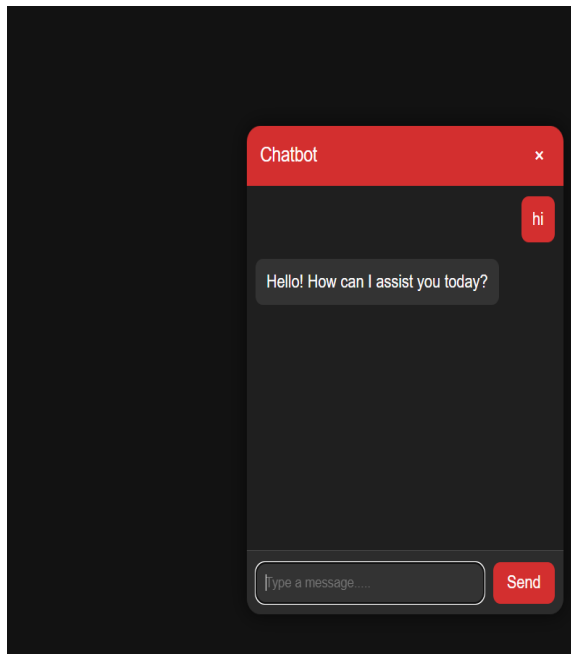 Chatbot ×
hi
Hello! How can I assist you today?
Type a message.....
Send